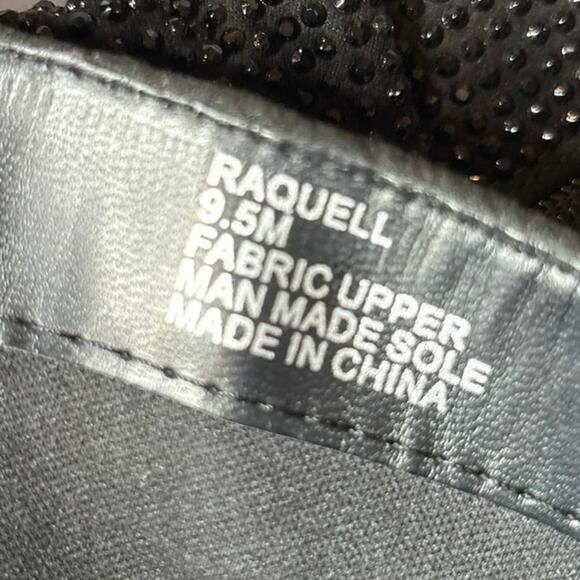 RAQUELL
9.5M
FABRIC UPPER
MAN MADE SOLE
MADE IN CHINA